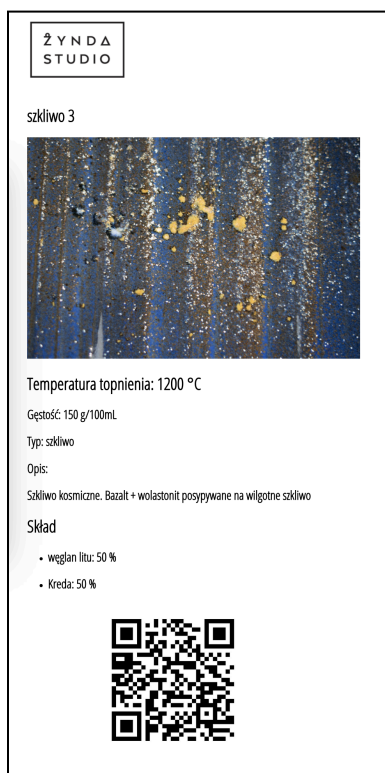 ŻYNDA
STUDIO
szkliwo 3
Temperatura topnienia: 1200 °C
Gęstość: 150 g/100mL
Typ: szkliwo
Opis:
Szkliwo kosmiczne. Bazalt + wolastonit posypywane na wilgotne szkliwo
Skład
• węglan litu: 50 %
• Kreda: 50 %